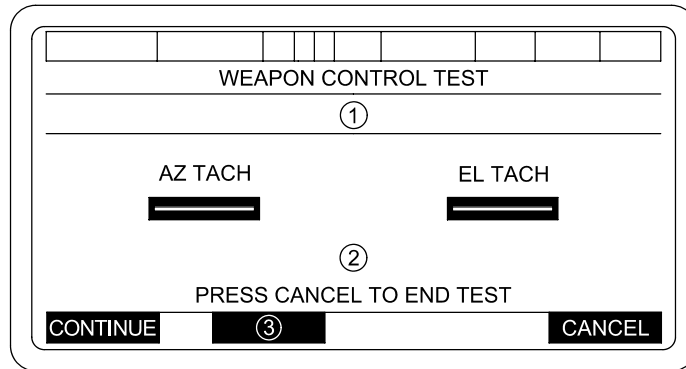 WEAPON CONTROL TEST
①
AZ TACH EL TACH
②
PRESS CANCEL TO END TEST
CONTINUE ③ CANCEL